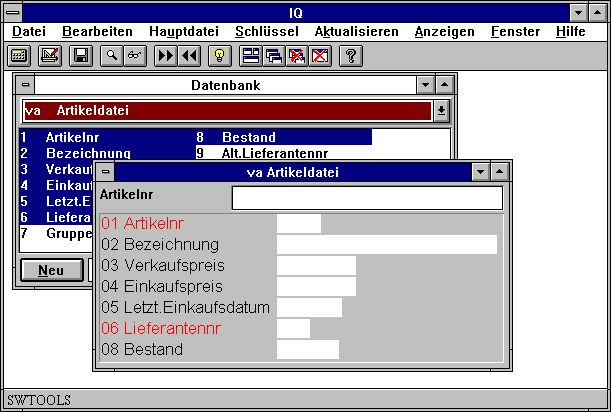 IQ
Datei Bearbeiten Hauptdatei Schlüssel Aktualisieren Anzeigen Fenster Hilfe
Datenbank
va Artikeldatei
1 Artikelnr 8 Bestand
2 Bezeichnung 9 Alt.Lieferantennr
3 Verkauf
4 Einkauf
5 Letzt.E
6 Liefera
7 Gruppe
Neu
va Artikeldatei
Artikelnr
01 Artikelnr
02 Bezeichnung
03 Verkaufspreis
04 Einkaufspreis
05 Letzt.Einkaufsdatum
06 Lieferantennr
08 Bestand
SWTOOLS